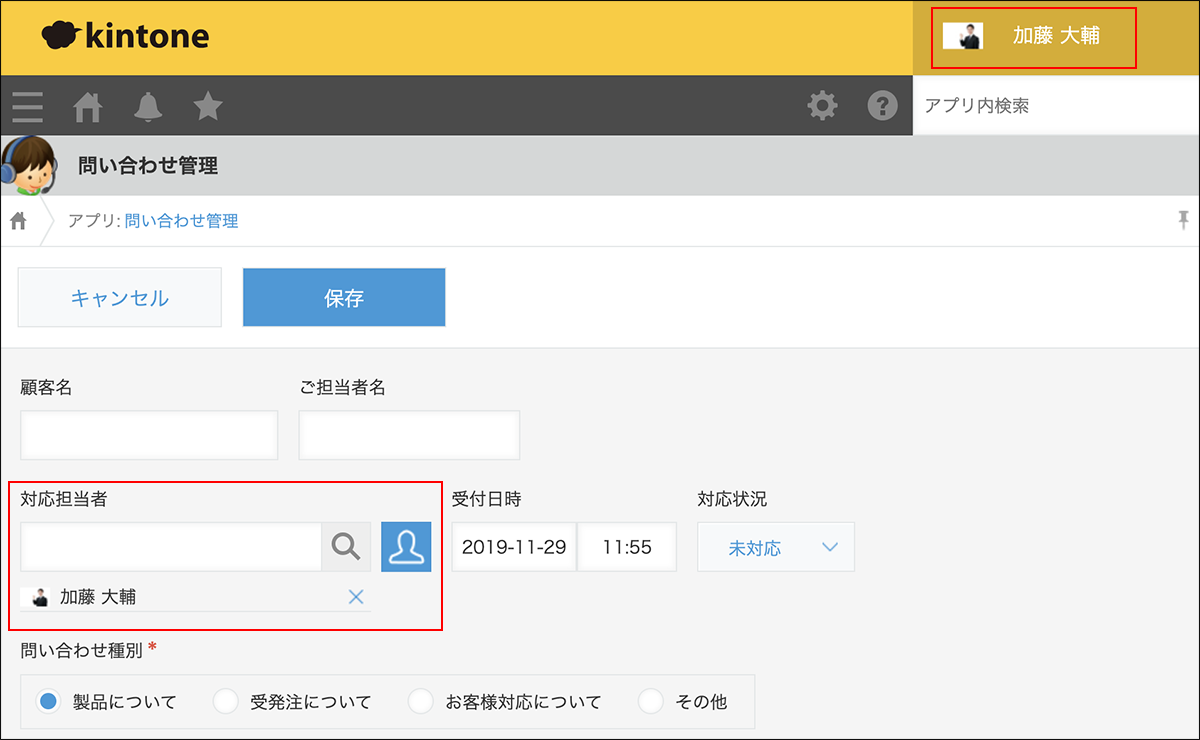 kintone
加藤 大輔
アプリ内検索
問い合わせ管理
アプリ: 問い合わせ管理
キャンセル
保存
顧客名
ご担当者名
対応担当者
受付日時
対応状況
2019-11-29
11:55
未対応
加藤 大輔
問い合わせ種別 *
製品について
受発注について
お客様対応について
その他